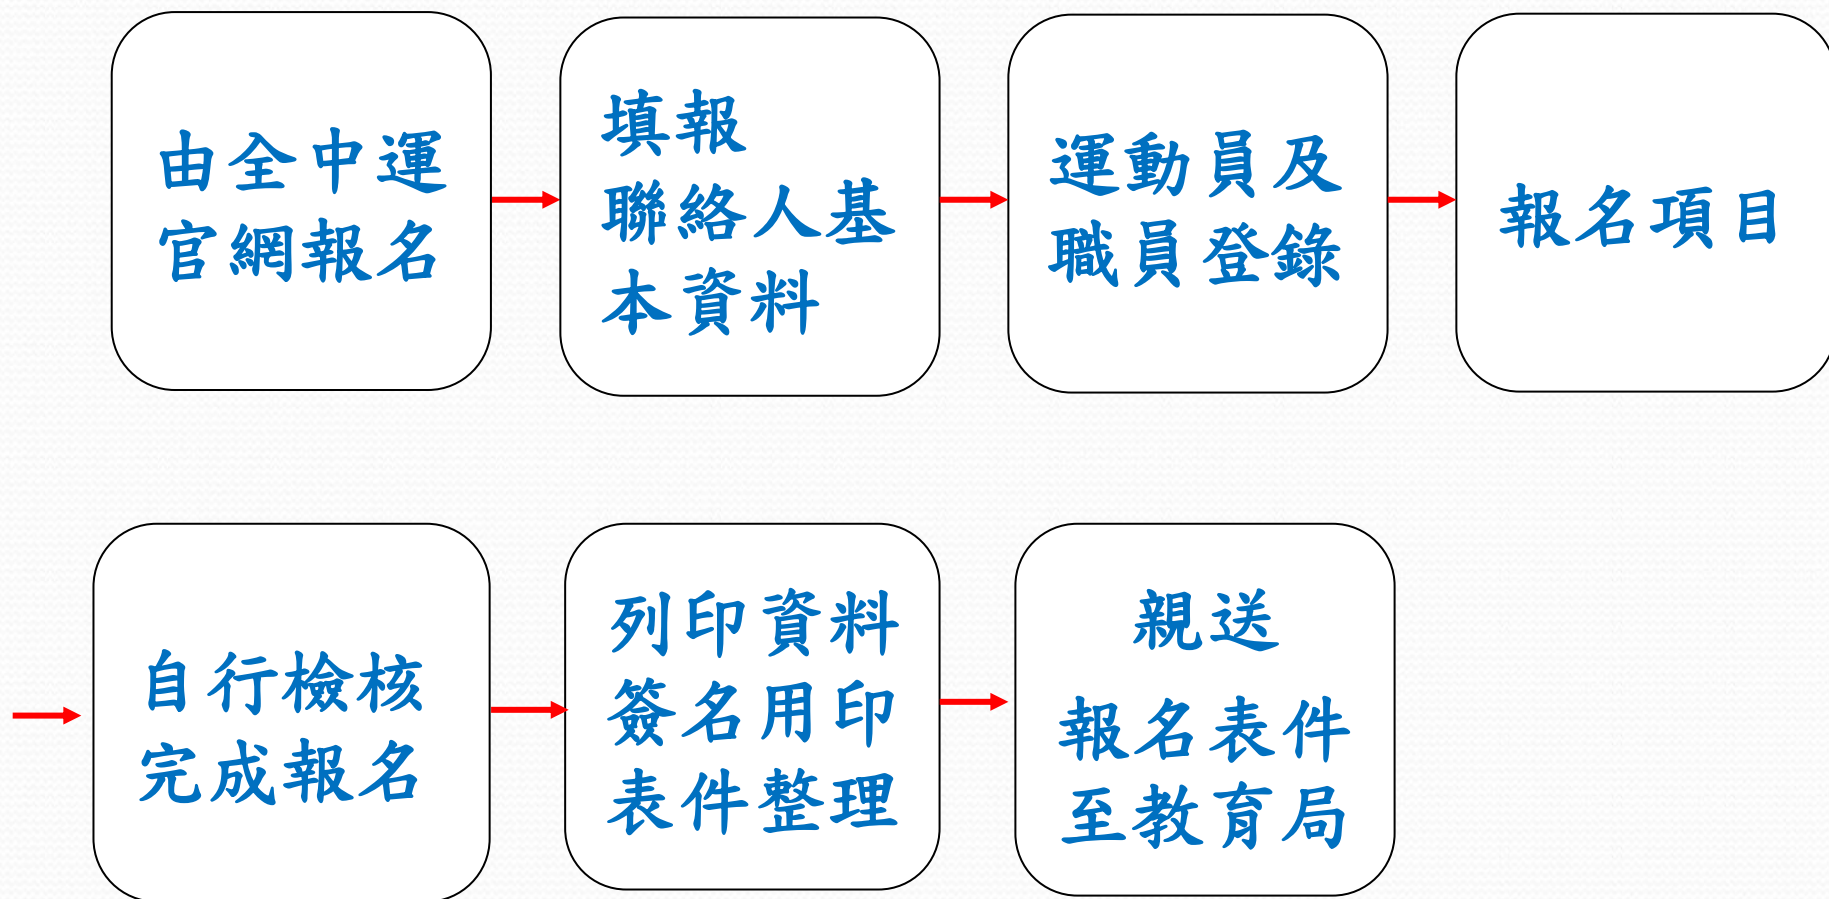 由全中運
官網報名
填報
聯絡人基
本資料
運動員及
職員登錄
報名項目
自行檢核
完成報名
列印資料
簽名用印
表件整理
親送
報名表件
至教育局